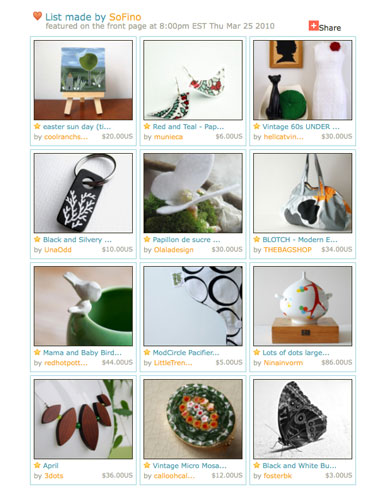 List made by SoFino
featured on the front page at 8:00pm EST Thu Mar 25 2010
Share
easter sun day (ti...
by coolranchs... $20.00US
Red and Teal - Pap...
by munieca $6.00US
Vintage 60s UNDER ...
by hellcatvin... $30.00US
Black and Silvery ...
by UnaOdd $10.00US
Papillon de sucre ...
by Olaladesign $30.00US
BLOTCH - Modern E...
by THEBAGSHOP $34.00US
Mama and Baby Bird...
by redhotpott... $38.00US
ModCircle Pacifier...
by LittleTren... $5.00US
Lots of dots large...
by Ninainvorm $86.00US
April
by 3dots $36.00US
Vintage Micro Mosa...
by calloohcal... $12.00US
Black and White Bu...
by fosterbk $3.00US